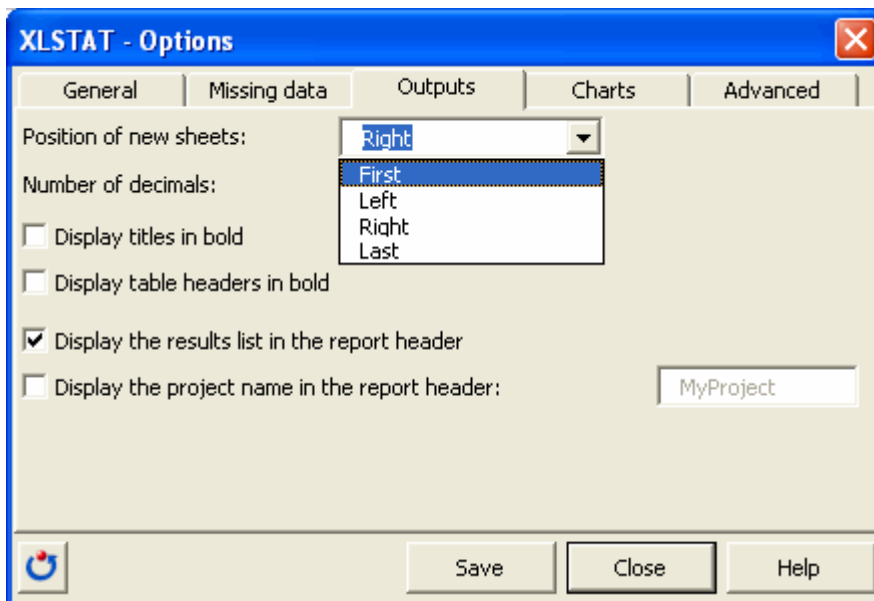 XLSTAT - Options
General Missing data Outputs Charts Advanced
Position of new sheets: Right
First
Number of decimals:
Left
Right
Display titles in bold
Last
Display table headers in bold
Display the results list in the report header
Display the project name in the report header: MyProject
Save Close Help